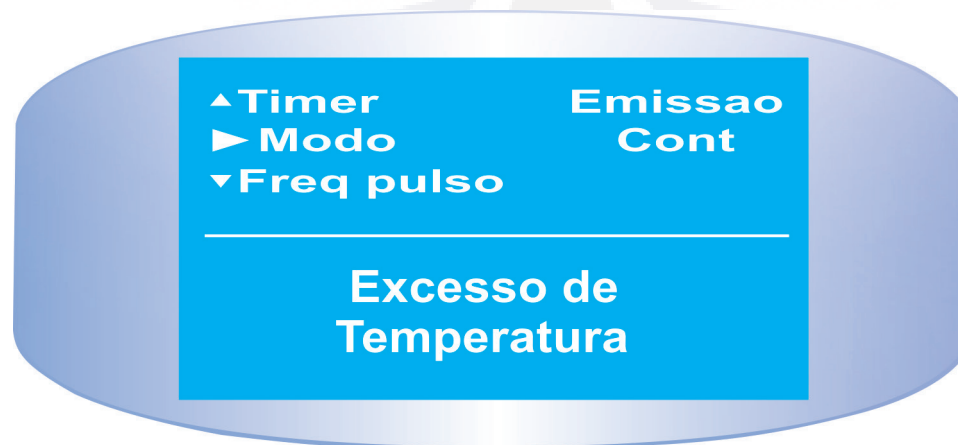 ▲Timer Emissao
▶Modo Cont
▼Freq pulso
Excesso de
Temperatura